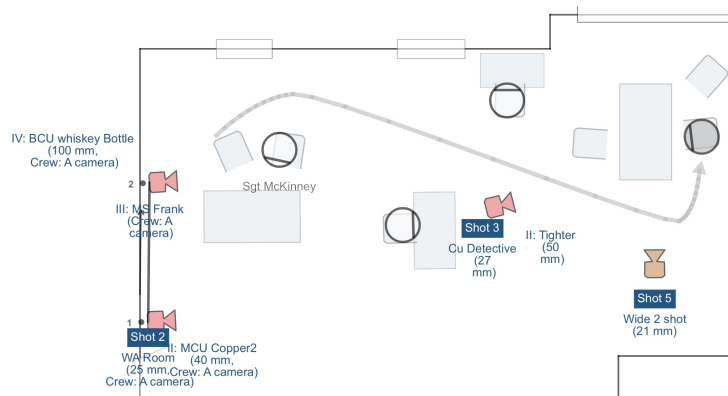 IV: BCU whiskey Bottle
(100 mm,
Crew: A camera)
2
III: MS Frank
(Crew: A
camera)
Sgt McKinney
Shot 3
Cu Detective
(27
mm)
II: Tighter
(50
mm)
Shot 5
Wide 2 shot
(21 mm)
1
Shot 2
WA Room
(25 mm,
Crew: A camera)
II: MCU Copper2
(40 mm,
Crew: A camera)